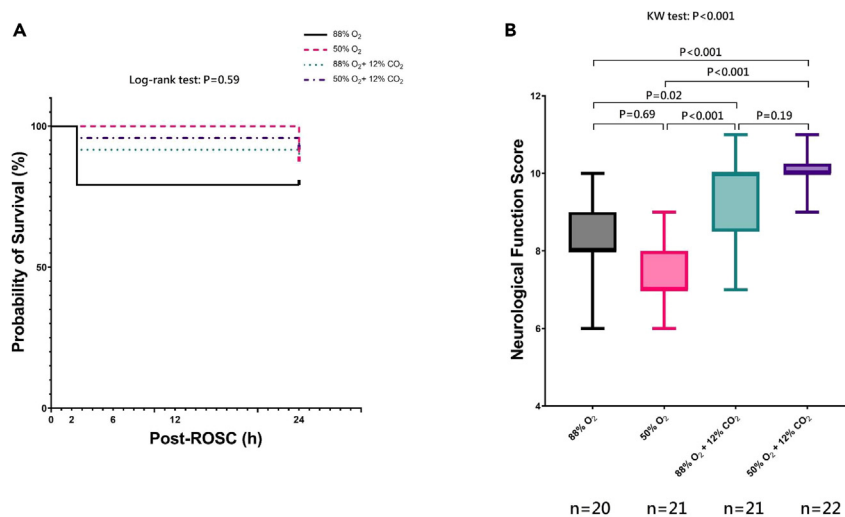 A
88% O₂
50% O₂
88% O₂+ 12% CO₂
50% O₂+ 12% CO₂
Log-rank test: P=0.59
Probability of Survival (%)
100
50
0
0 2 6 12 24
Post-ROSC (h)
B
KW test: P<0.001
P<0.001
P<0.001
P=0.02
P=0.69 P<0.001 P=0.19
Neurological Function Score
12
10
8
6
4
88% O₂
50% O₂
88% O₂ + 12% CO₂
50% O₂ + 12% CO₂
n=20 n=21 n=21 n=22